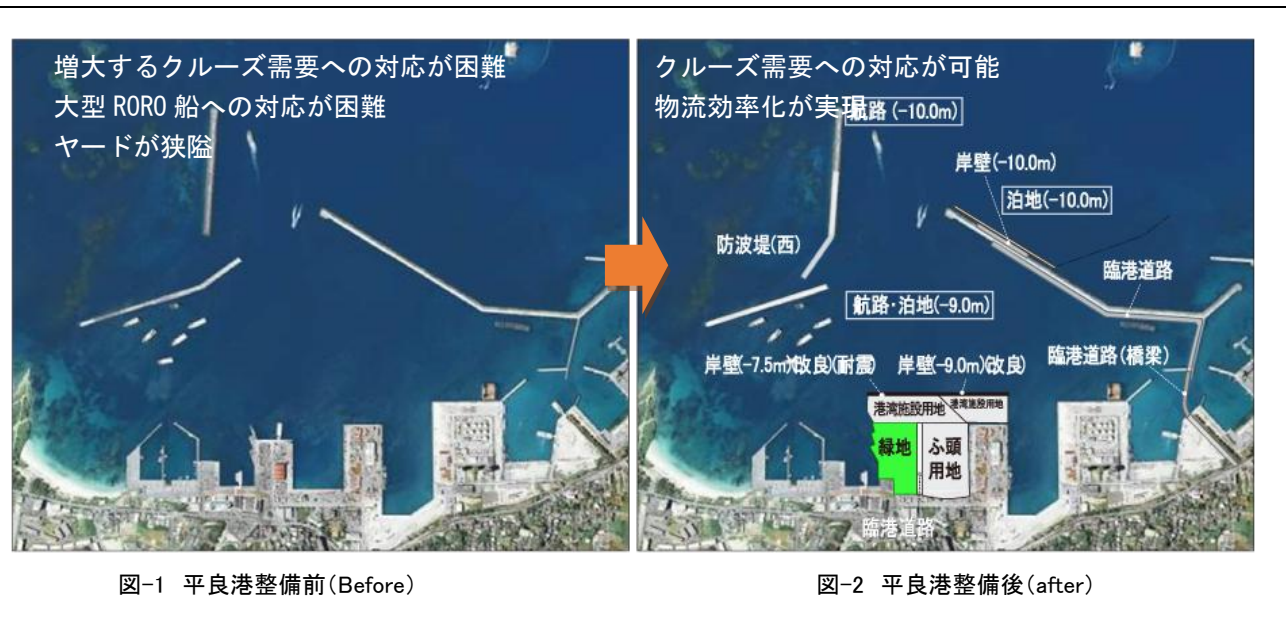 増大するクルーズ需要への対応が困難
大型 RORO 船への対応が困難
ヤードが狭隘
クルーズ需要への対応が可能
物流効率化が実現
航路(-10.0m)
岸壁(-10.0m)
泊地(-10.0m)
防波堤(西)
臨港道路
航路・泊地(-9.0m)
臨港道路(橋梁)
岸壁(-7.5m)(改良)(耐震)
岸壁(-9.0m)(改良)
港湾施設用地
港湾施設用地
緑地
ふ頭
用地
臨港道路
図-1 平良港整備前(Before)
図-2 平良港整備後(after)